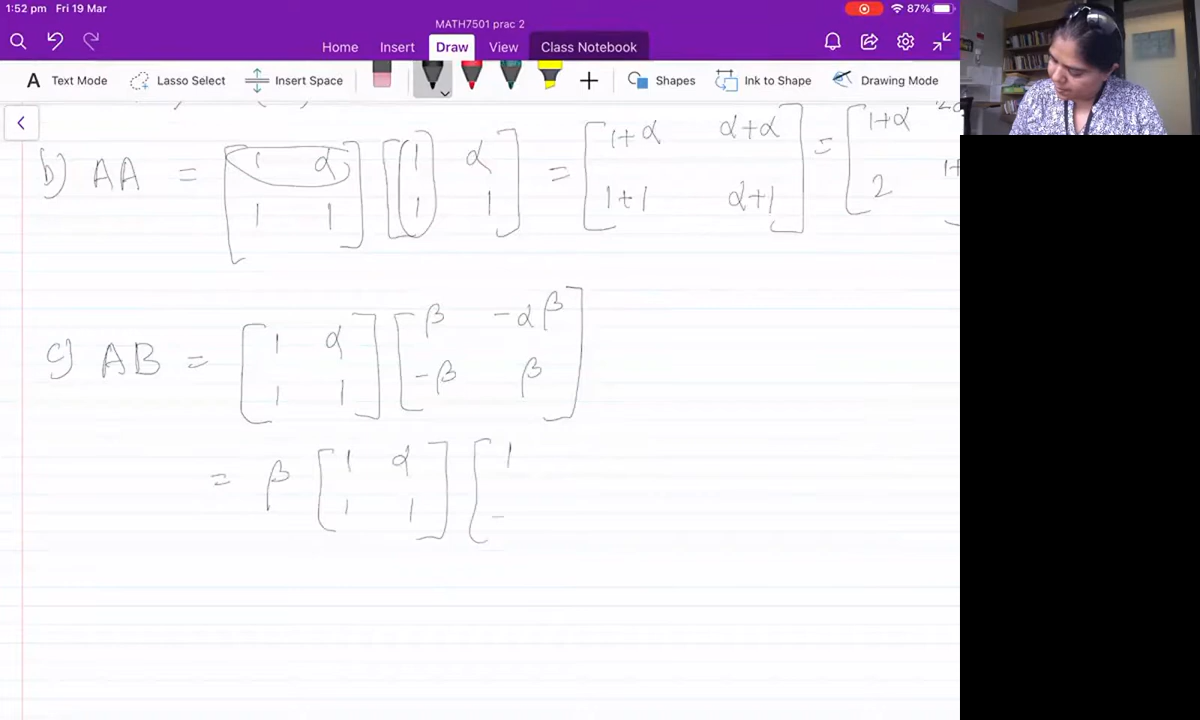 1:52 pm Fri 19 Mar 87%
MATH7501 prac 2
Home Insert Draw View Class Notebook
A Text Mode Lasso Select Insert Space Shapes Ink to Shape Drawing Mode
b) AA = [1 α; 1 1] [1 α; 1 1] = [1+α α+α; 1+1 α+1] = [1+α 2α; 2 1+
c) AB = [1 α; 1 1] [β -αβ; -β β]
= β [1 α; 1 1] [1 -